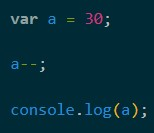 var a = 30;
a--;
console.log(a);